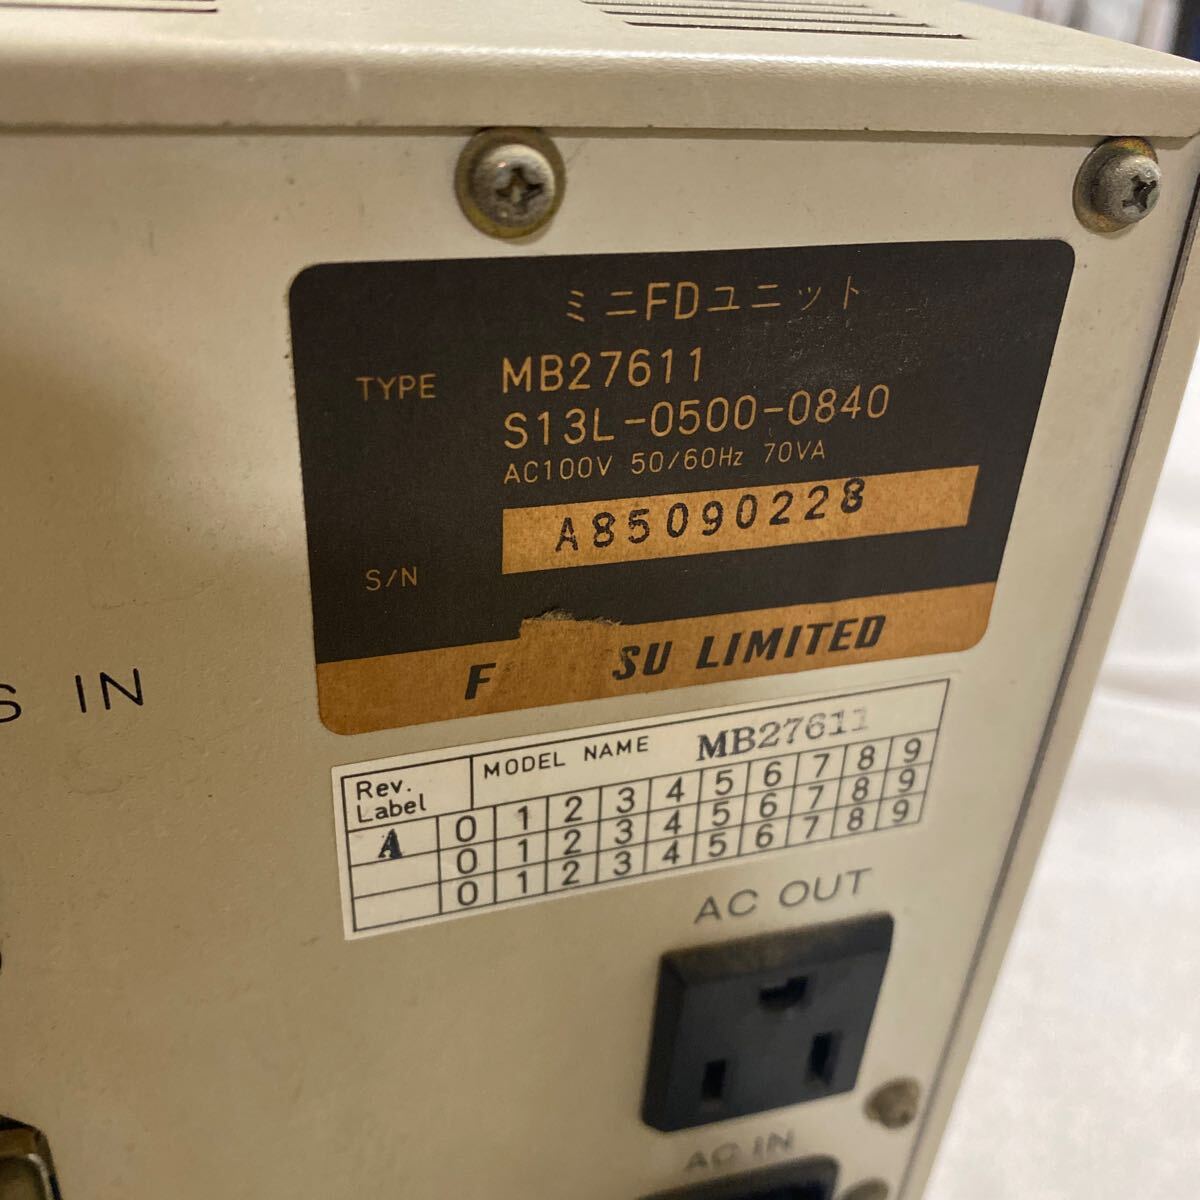 ミニFDユニット
TYPE MB27611
S13L-0500-0840
AC100V 50/60Hz 70VA
S/N A85090228
F SU LIMITED
S IN
Rev. Label MODEL NAME MB27611
A 0 1 2 3 4 5 6 7 8 9
0 1 2 3 4 5 6 7 8 9
0 1 2 3 4 5 6 7 8 9
AC OUT
AC IN